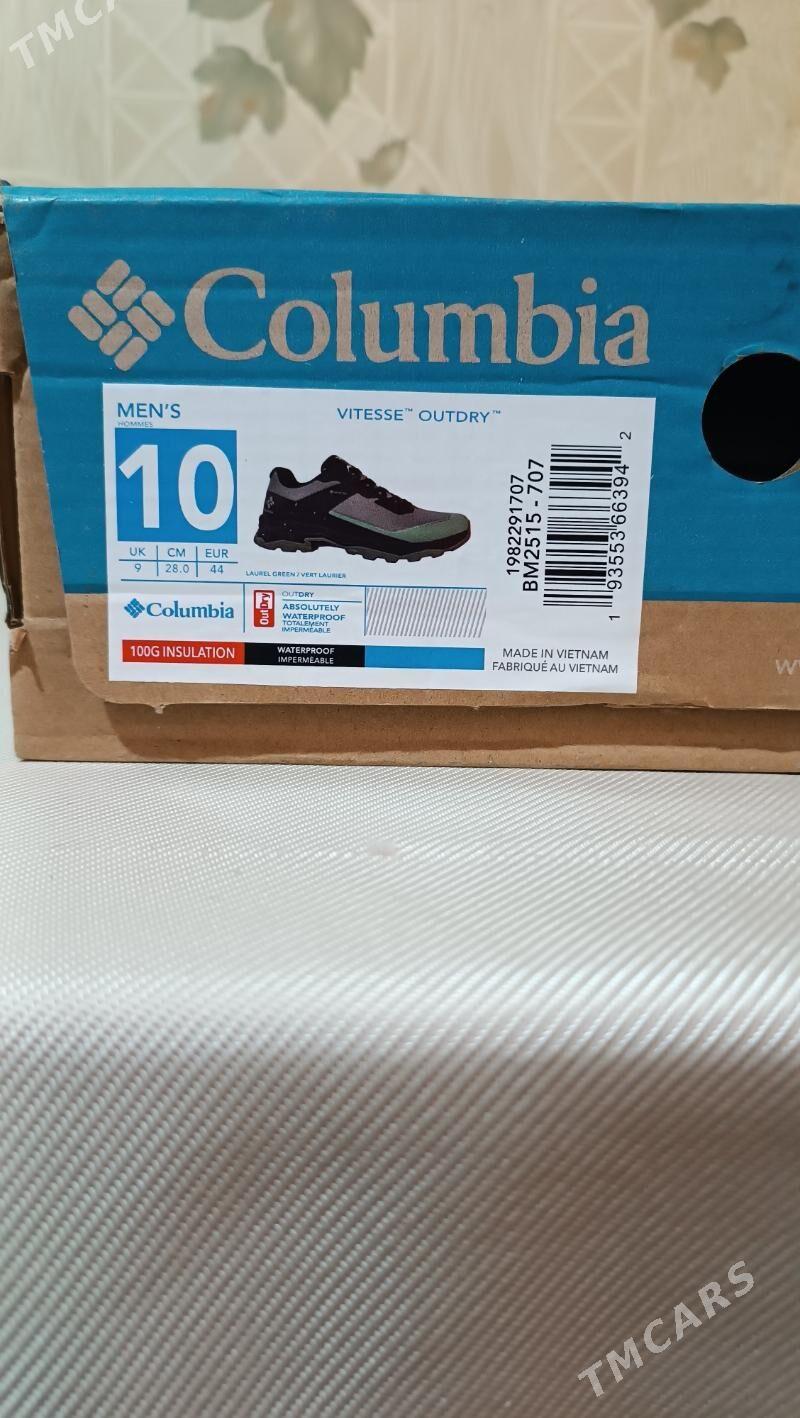 TMCA
Columbia
MEN'S
HOMMES
VITESSE™ OUTDRY™
10
UK CM EUR
9 28.0 44
LAUREL GREEN / VERT LAURIER
1982291707
BM2515 - 707
1 93553 66394 2
Columbia
OutDry
OUTDRY
ABSOLUTELY
WATERPROOF
TOTALEMENT
IMPERMÉABLE
100G INSULATION
WATERPROOF
IMPERMÉABLE
MADE IN VIETNAM
FABRIQUÉ AU VIETNAM
TMCARS